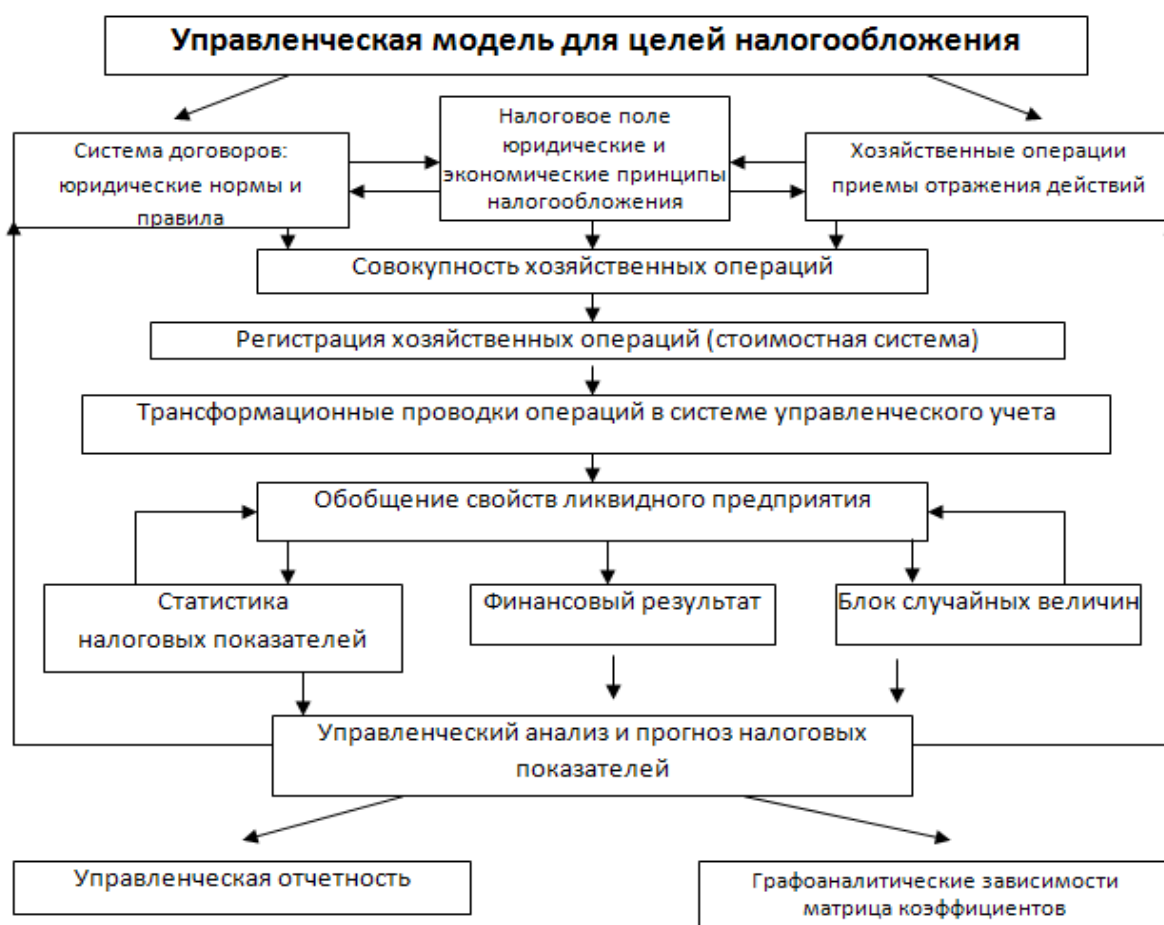 Управленческая модель для целей налогообложения
Система договоров:
юридические нормы и
правила
Налоговое поле
юридические и
экономические принципы
налогообложения
Хозяйственные операции
приемы отражения действий
Совокупность хозяйственных операций
Регистрация хозяйственных операций (стоимостная система)
Трансформационные проводки операций в системе управленческого учета
Обобщение свойств ликвидного предприятия
Статистика
налоговых показателей
Финансовый результат
Блок случайных величин
Управленческий анализ и прогноз налоговых
показателей
Управленческая отчетность
Графоаналитические зависимости
матрица коэффициентов